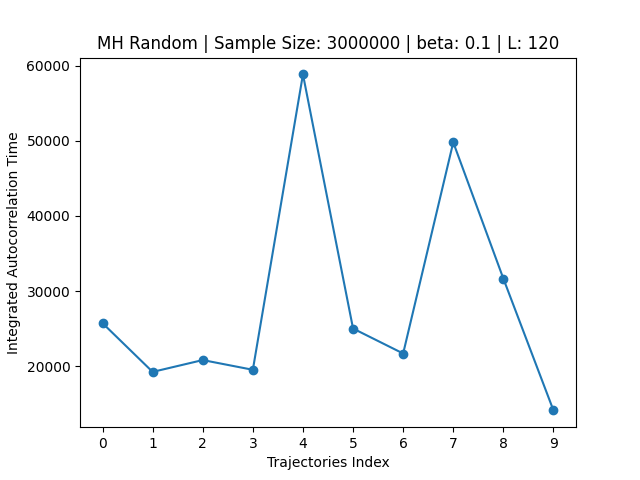 MH Random | Sample Size: 3000000 | beta: 0.1 | L: 120
60000
50000
40000
30000
20000
Integrated Autocorrelation Time
0 1 2 3 4 5 6 7 8 9
Trajectories Index